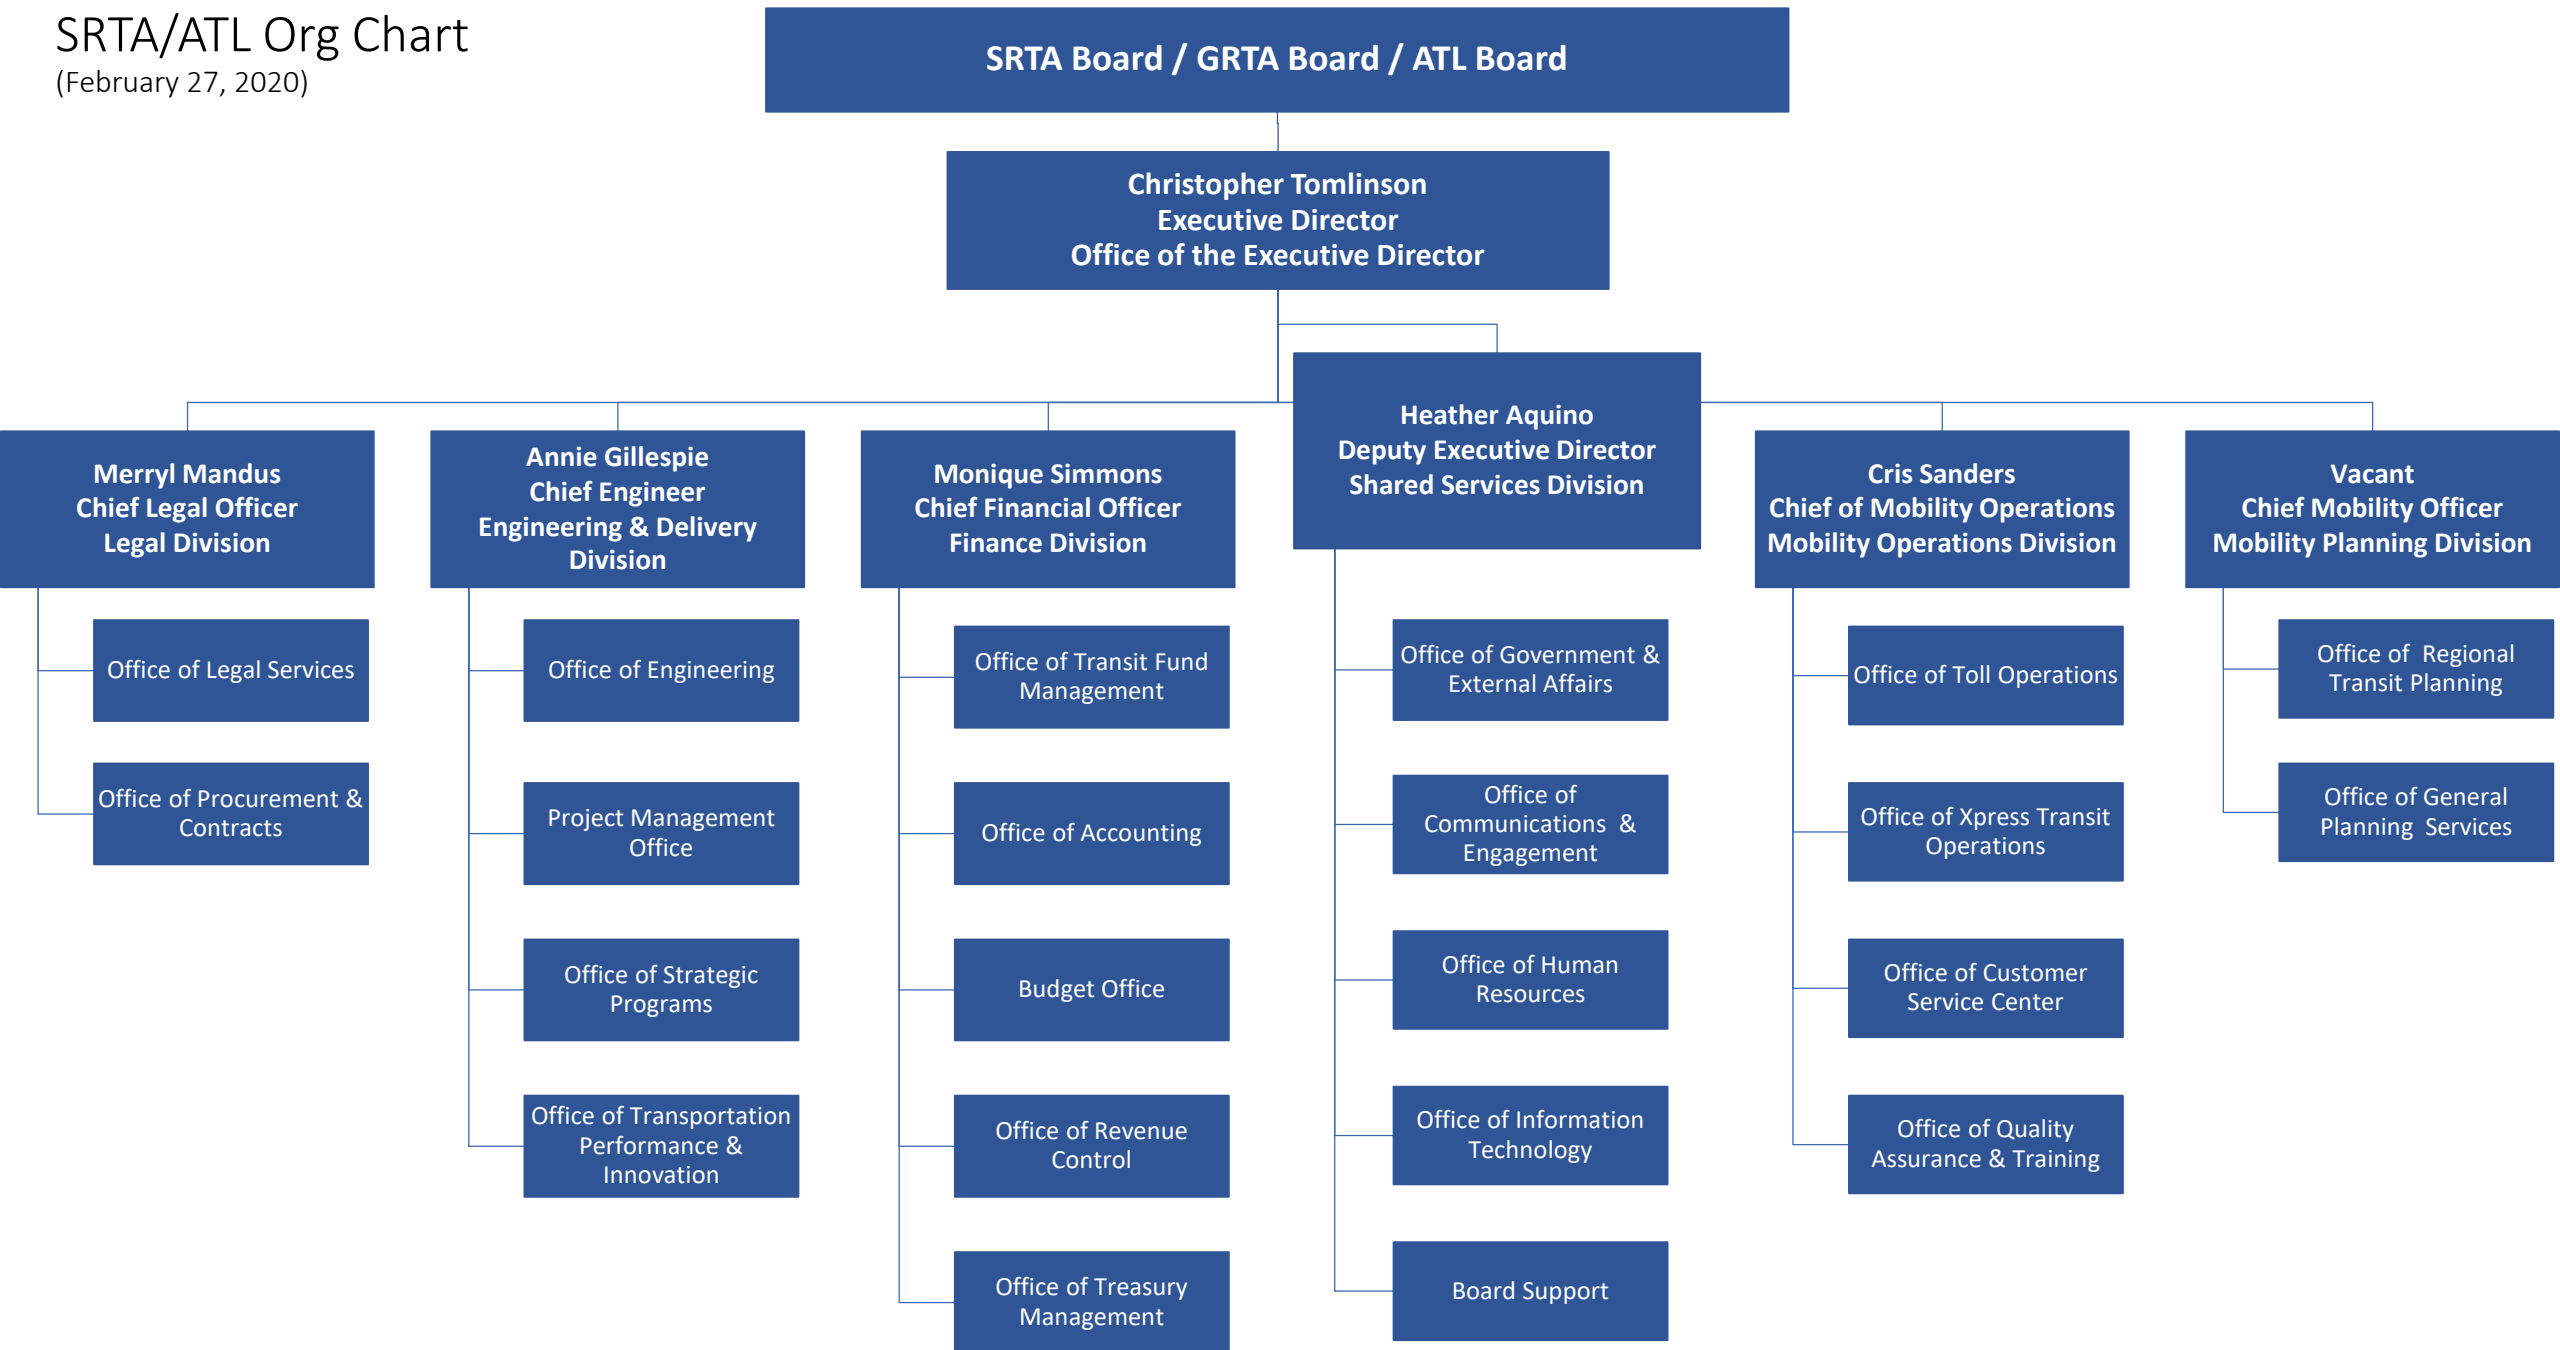 SRTA/ATL Org Chart
(February 27, 2020)
SRTA Board / GRTA Board / ATL Board
Christopher Tomlinson
Executive Director
Office of the Executive Director
Heather Aquino
Deputy Executive Director
Shared Services Division
Merryl Mandus
Chief Legal Officer
Legal Division
Annie Gillespie
Chief Engineer
Engineering & Delivery
Division
Monique Simmons
Chief Financial Officer
Finance Division
Cris Sanders
Chief of Mobility Operations
Mobility Operations Division
Vacant
Chief Mobility Officer
Mobility Planning Division
Office of Legal Services
Office of Procurement &
Contracts
Office of Engineering
Project Management
Office
Office of Strategic
Programs
Office of Transportation
Performance &
Innovation
Office of Transit Fund
Management
Office of Accounting
Budget Office
Office of Revenue
Control
Office of Treasury
Management
Office of Government &
External Affairs
Office of
Communications &
Engagement
Office of Human
Resources
Office of Information
Technology
Board Support
Office of Toll Operations
Office of Xpress Transit
Operations
Office of Customer
Service Center
Office of Quality
Assurance & Training
Office of Regional
Transit Planning
Office of General
Planning Services